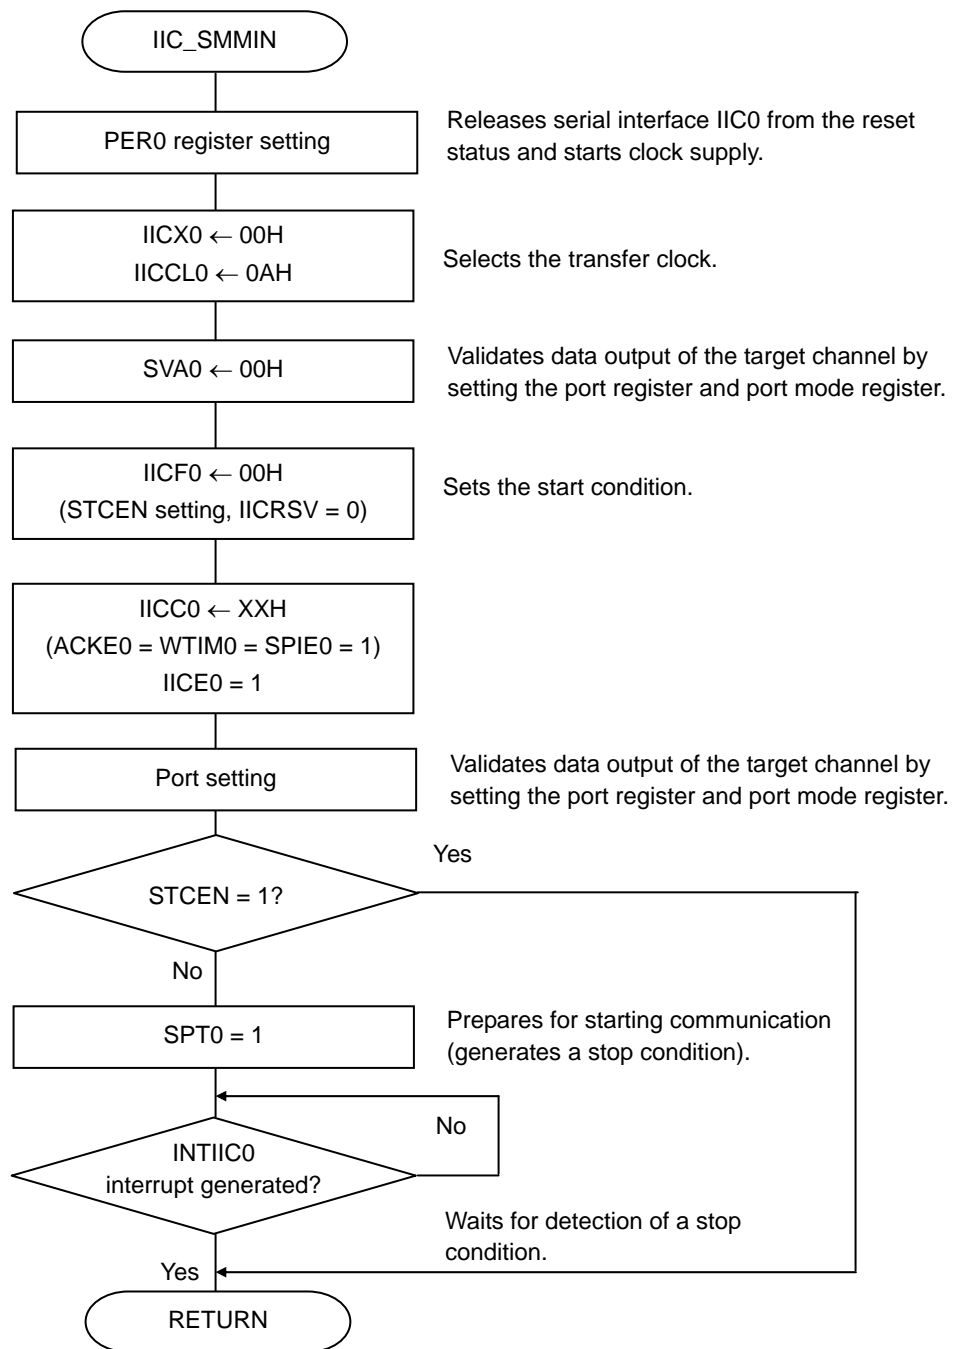 IIC_SMMIN
PER0 register setting
Releases serial interface IIC0 from the reset
status and starts clock supply.
IICX0 ← 00H
IICCL0 ← 0AH
Selects the transfer clock.
SVA0 ← 00H
Validates data output of the target channel by
setting the port register and port mode register.
IICF0 ← 00H
(STCEN setting, IICRSV = 0)
Sets the start condition.
IICC0 ← XXH
(ACKE0 = WTIM0 = SPIE0 = 1)
IICE0 = 1
Port setting
Validates data output of the target channel by
setting the port register and port mode register.
Yes
STCEN = 1?
No
SPT0 = 1
Prepares for starting communication
(generates a stop condition).
No
INTIIC0
interrupt generated?
Waits for detection of a stop
condition.
Yes
RETURN